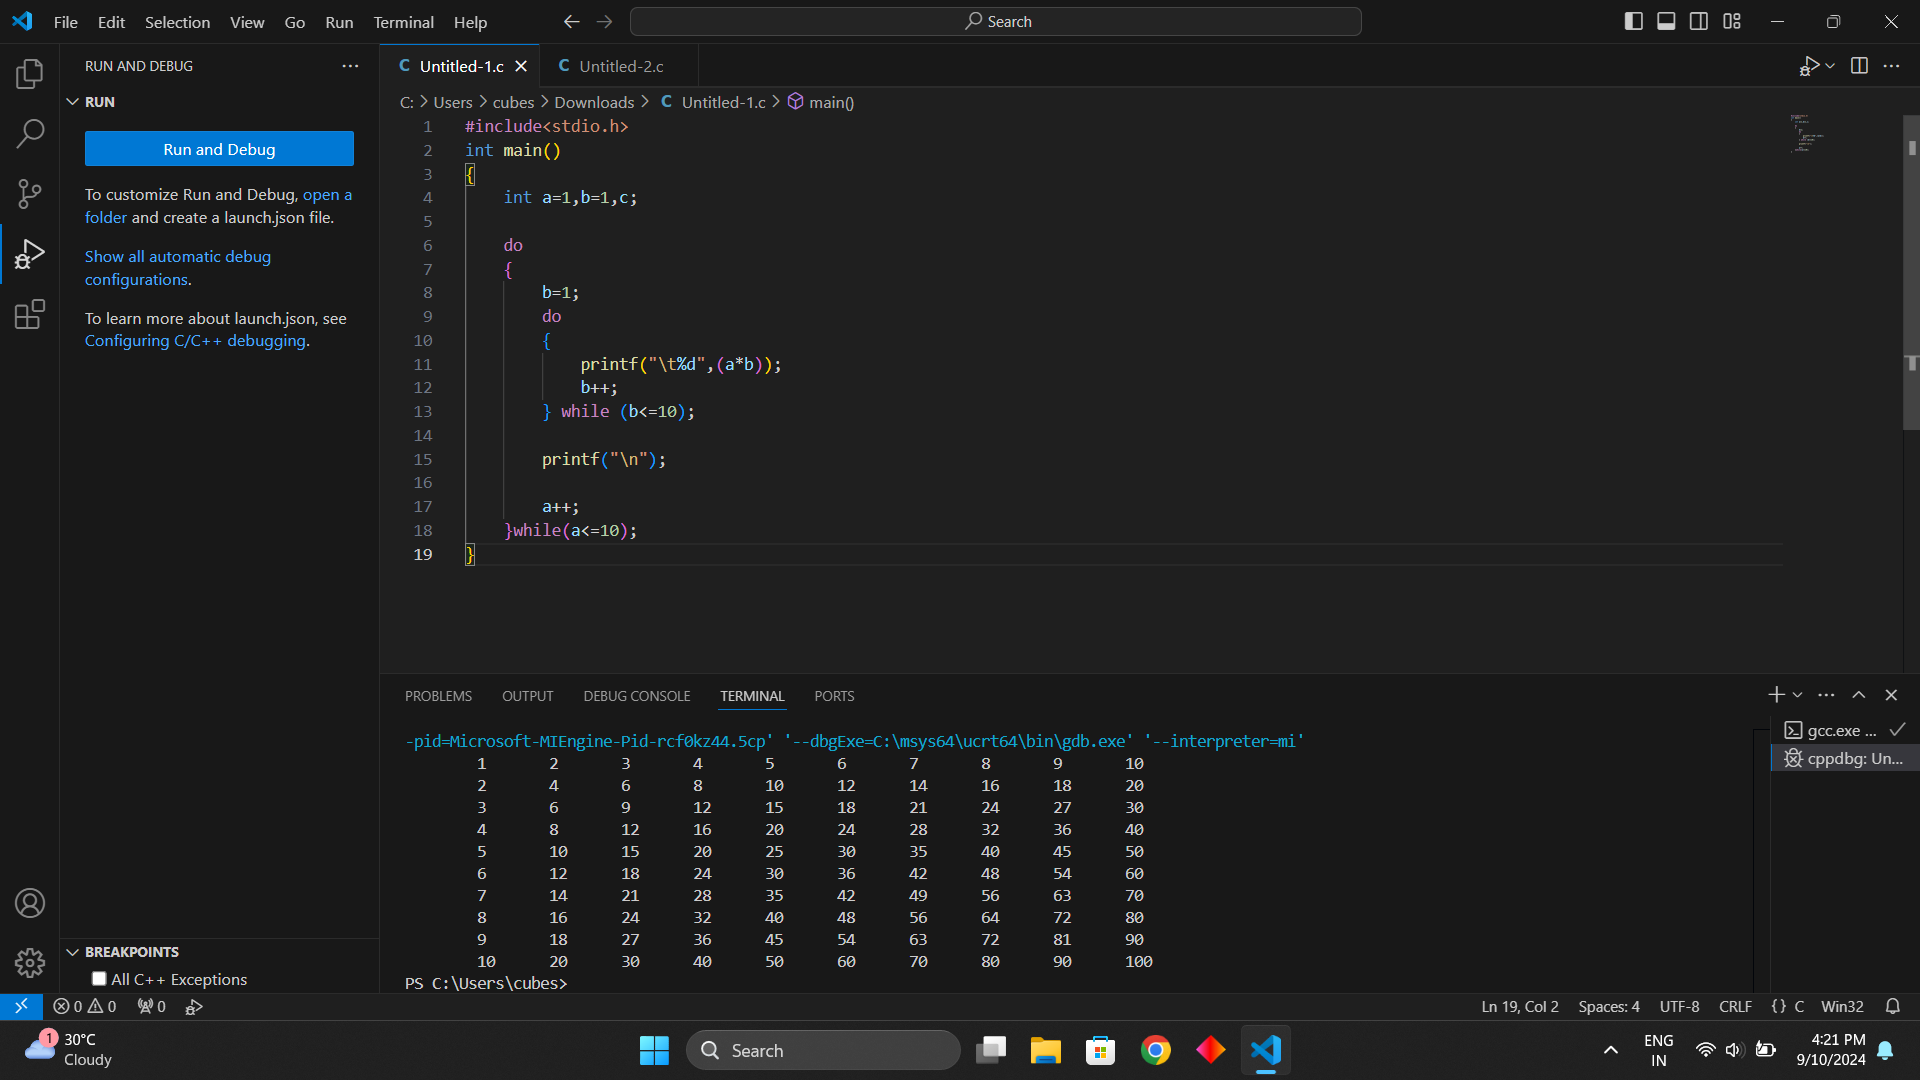 File Edit Selection View Go Run Terminal Help
Search
RUN AND DEBUG
RUN
Run and Debug
To customize Run and Debug, open a
folder and create a launch.json file.
Show all automatic debug
configurations.
To learn more about launch.json, see
Configuring C/C++ debugging.
BREAKPOINTS
All C++ Exceptions
C Untitled-1.c
C Untitled-2.c
C: > Users > cubes > Downloads > C Untitled-1.c > main()
1 #include<stdio.h>
2 int main()
3 {
4 int a=1,b=1,c;
5
6 do
7 {
8 b=1;
9 do
10 {
11 printf("\t%d",(a*b));
12 b++;
13 } while (b<=10);
14
15 printf("\n");
16
17 a++;
18 }while(a<=10);
19 }
PROBLEMS OUTPUT DEBUG CONSOLE TERMINAL PORTS
-pid=Microsoft-MIEngine-Pid-rcf0kz44.5cp' '--dbgExe=C:\msys64\ucrt64\bin\gdb.exe' '--interpreter=mi'
1 2 3 4 5 6 7 8 9 10
2 4 6 8 10 12 14 16 18 20
3 6 9 12 15 18 21 24 27 30
4 8 12 16 20 24 28 32 36 40
5 10 15 20 25 30 35 40 45 50
6 12 18 24 30 36 42 48 54 60
7 14 21 28 35 42 49 56 63 70
8 16 24 32 40 48 56 64 72 80
9 18 27 36 45 54 63 72 81 90
10 20 30 40 50 60 70 80 90 100
PS C:\Users\cubes>
gcc.exe ...
cppdbg: Un...
0 0 0
Ln 19, Col 2 Spaces: 4 UTF-8 CRLF {} C Win32
1
30°C
Cloudy
Search
ENG
IN
4:21 PM
9/10/2024